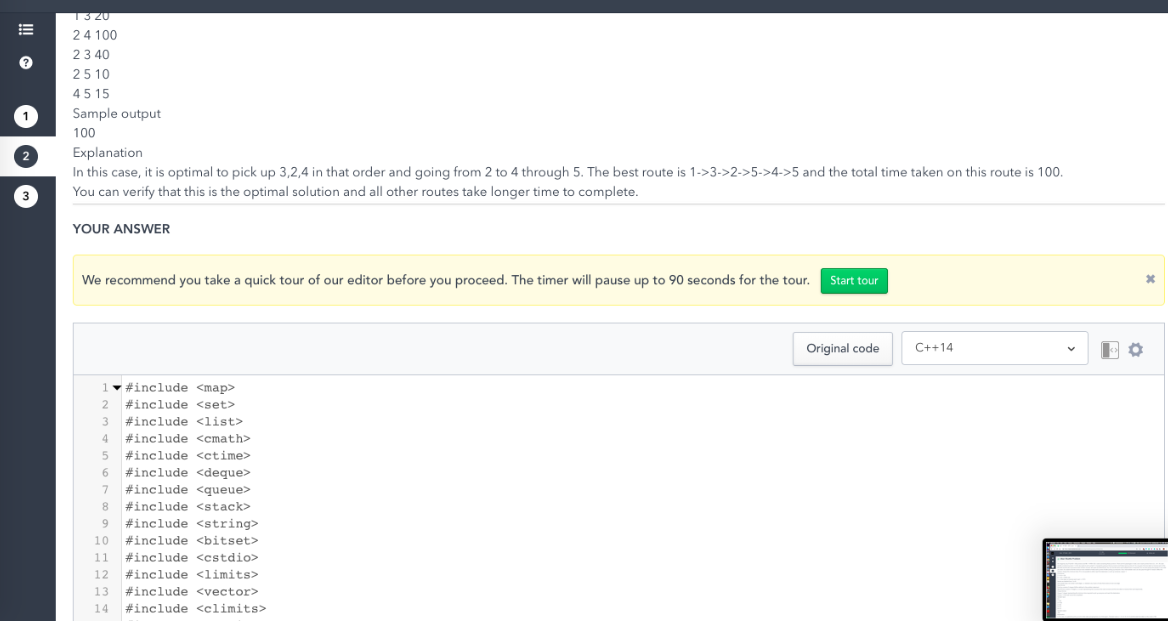 1 3 20
2 4 100
2 3 40
2 5 10
4 5 15
Sample output
100
Explanation
In this case, it is optimal to pick up 3,2,4 in that order and going from 2 to 4 through 5. The best route is 1->3->2->5->4->5 and the total time taken on this route is 100.
You can verify that this is the optimal solution and all other routes take longer time to complete.
1
2
3
YOUR ANSWER
We recommend you take a quick tour of our editor before you proceed. The timer will pause up to 90 seconds for the tour. Start tour
Original code C++14
1 #include <map>
2 #include <set>
3 #include <list>
4 #include <cmath>
5 #include <ctime>
6 #include <deque>
7 #include <queue>
8 #include <stack>
9 #include <string>
10 #include <bitset>
11 #include <cstdio>
12 #include <limits>
13 #include <vector>
14 #include <climits>